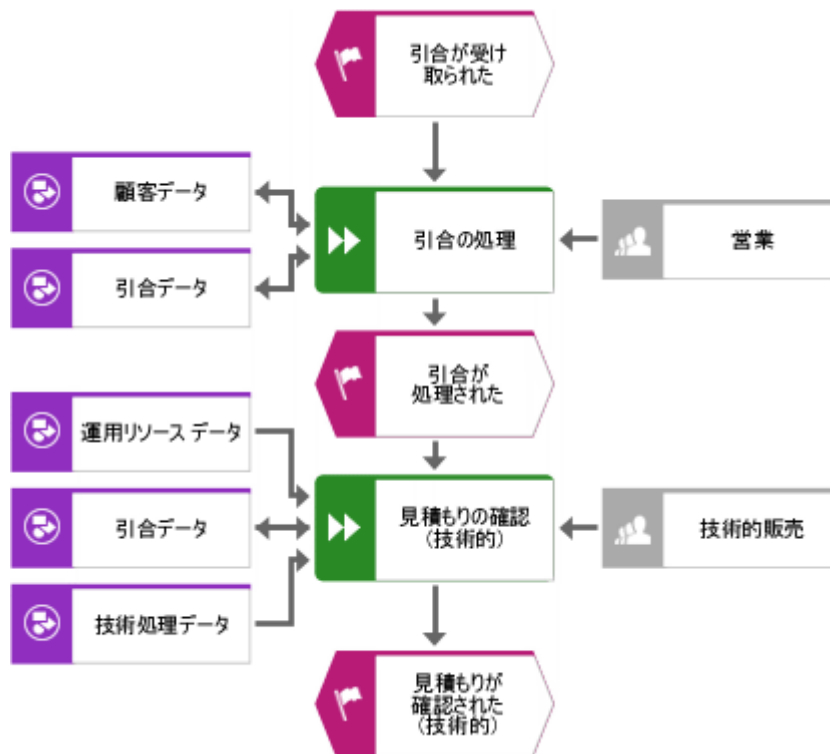 引合が受け
取られた
顧客データ
引合の処理
営業
引合データ
引合が
処理された
運用リソース データ
引合データ
見積もりの確認
(技術的)
技術的販売
技術処理データ
見積もりが
確認された
(技術的)